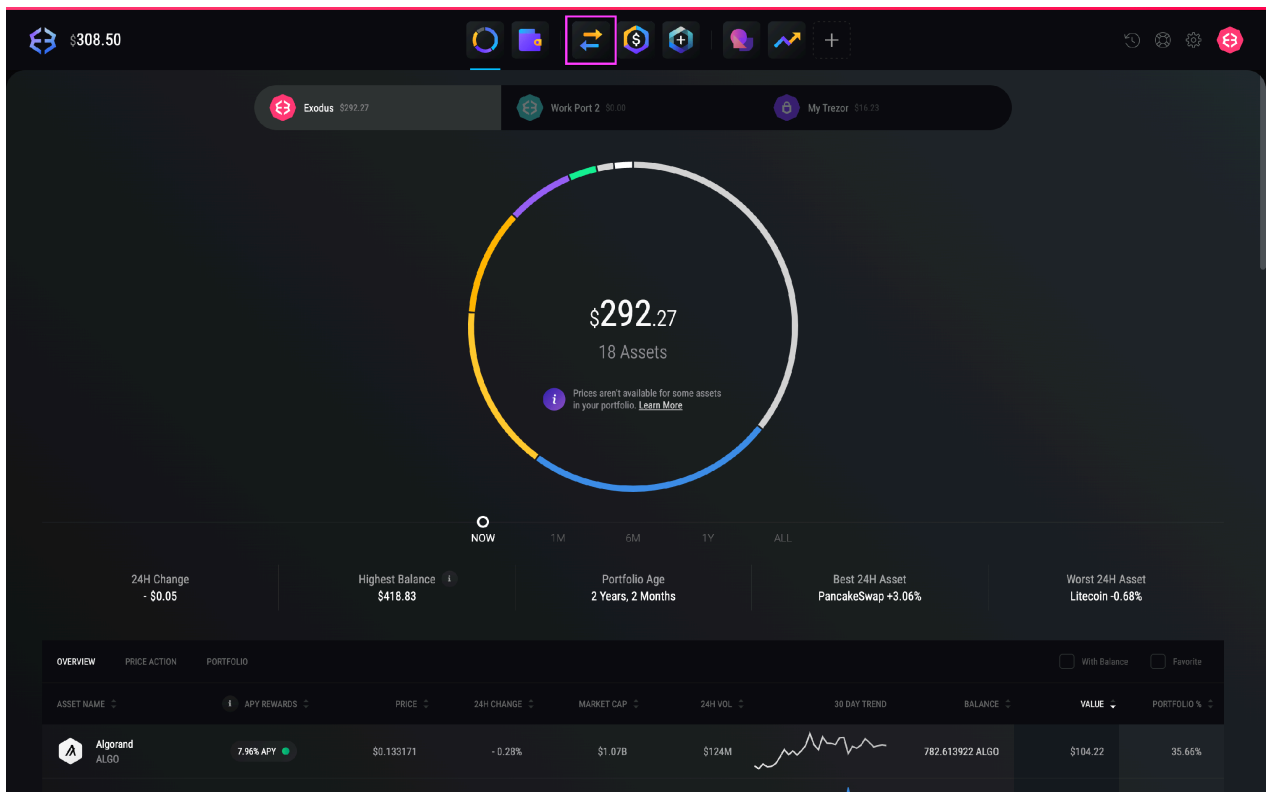 $308.50
Exodus $292.27
Work Port 2 $0.00
My Trezor $16.23
$292.27
18 Assets
Prices aren't available for some assets
in your portfolio. Learn More
NOW 1M 6M 1Y ALL
24H Change Highest Balance i Portfolio Age Best 24H Asset Worst 24H Asset
- $0.05 $418.83 2 Years, 2 Months PancakeSwap +3.06% Litecoin -0.68%
OVERVIEW PRICE ACTION PORTFOLIO With Balance Favorite
ASSET NAME i APY REWARDS PRICE 24H CHANGE MARKET CAP 24H VOL 30 DAY TREND BALANCE VALUE PORTFOLIO %
Algorand
ALGO
7.96% APY $0.133171 - 0.28% $1.07B $124M 782.613922 ALGO $104.22 35.66%